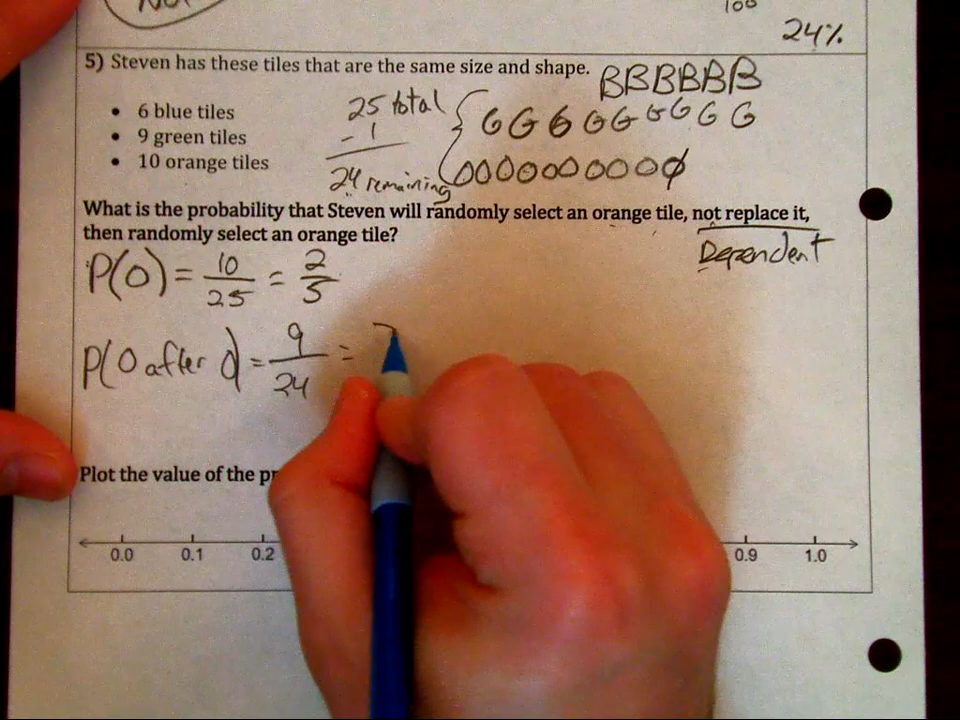 Not
100
24%
5) Steven has these tiles that are the same size and shape.
BBBBBB
• 6 blue tiles
25 total
GGGGGGGGG
• 9 green tiles
- 1
• 10 orange tiles
24 remaining
OOOOOOOOOO
What is the probability that Steven will randomly select an orange tile, not replace it,
then randomly select an orange tile?
Dependent
P(O) = 10/25 = 2/5
P(O after O) = 9/24 =
Plot the value of the pr
0.0 0.1 0.2 0.9 1.0